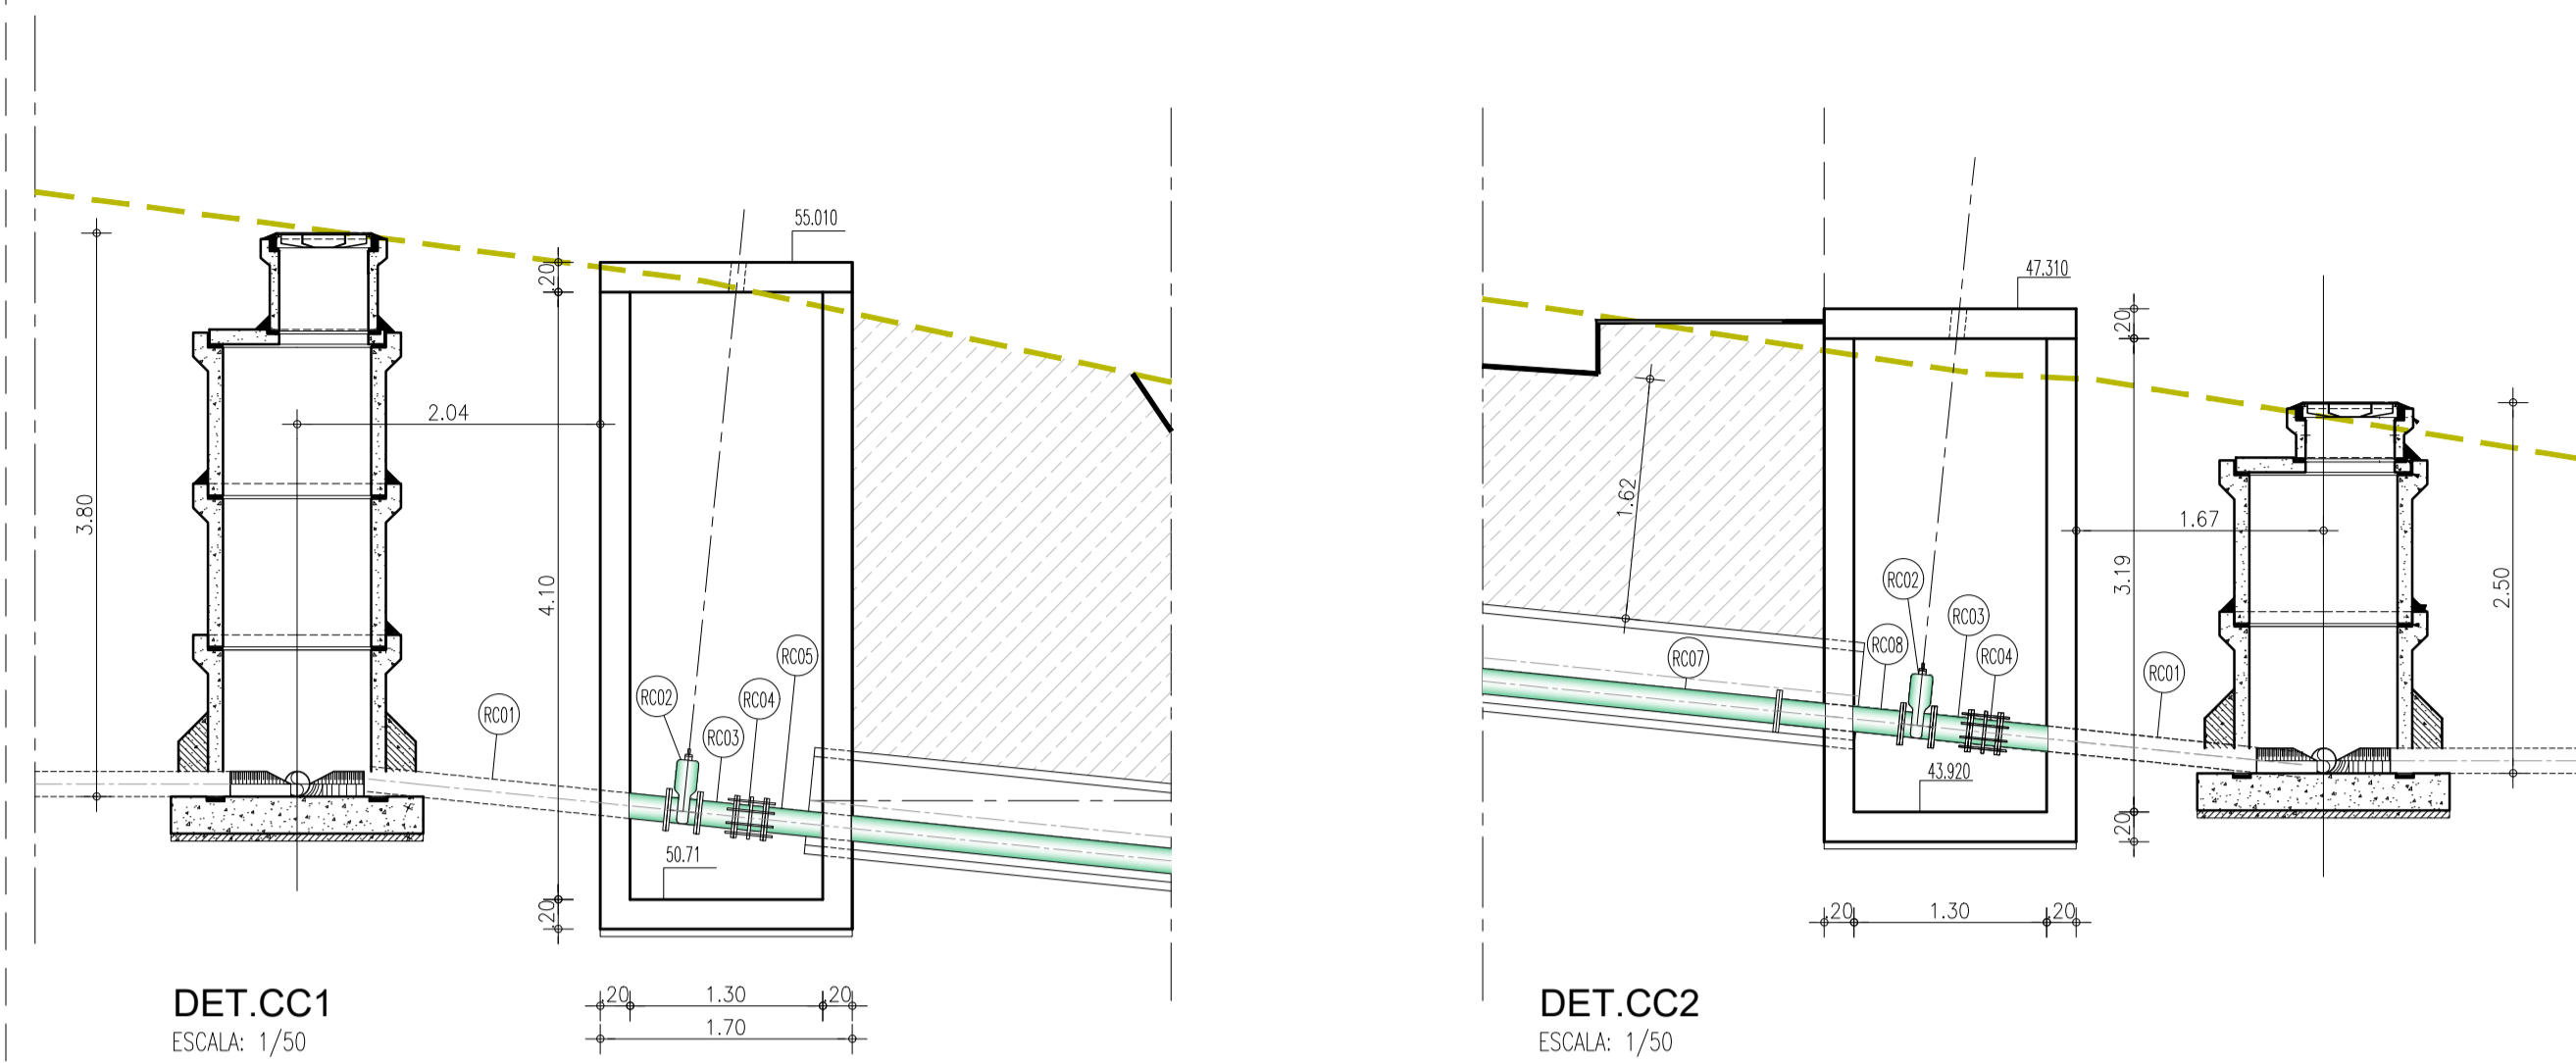 55.010
.20
2.04
3.80
4.10
RC05
RC02
RC04
RC01
RC03
50.71
.20
.20
1.30
.20
1.70
DET.CC1
ESCALA: 1/50
47.310
.20
1.62
1.67
3.19
2.50
RC02
RC03
RC08
RC04
RC07
RC01
43.920
.20
.20
1.30
.20
DET.CC2
ESCALA: 1/50